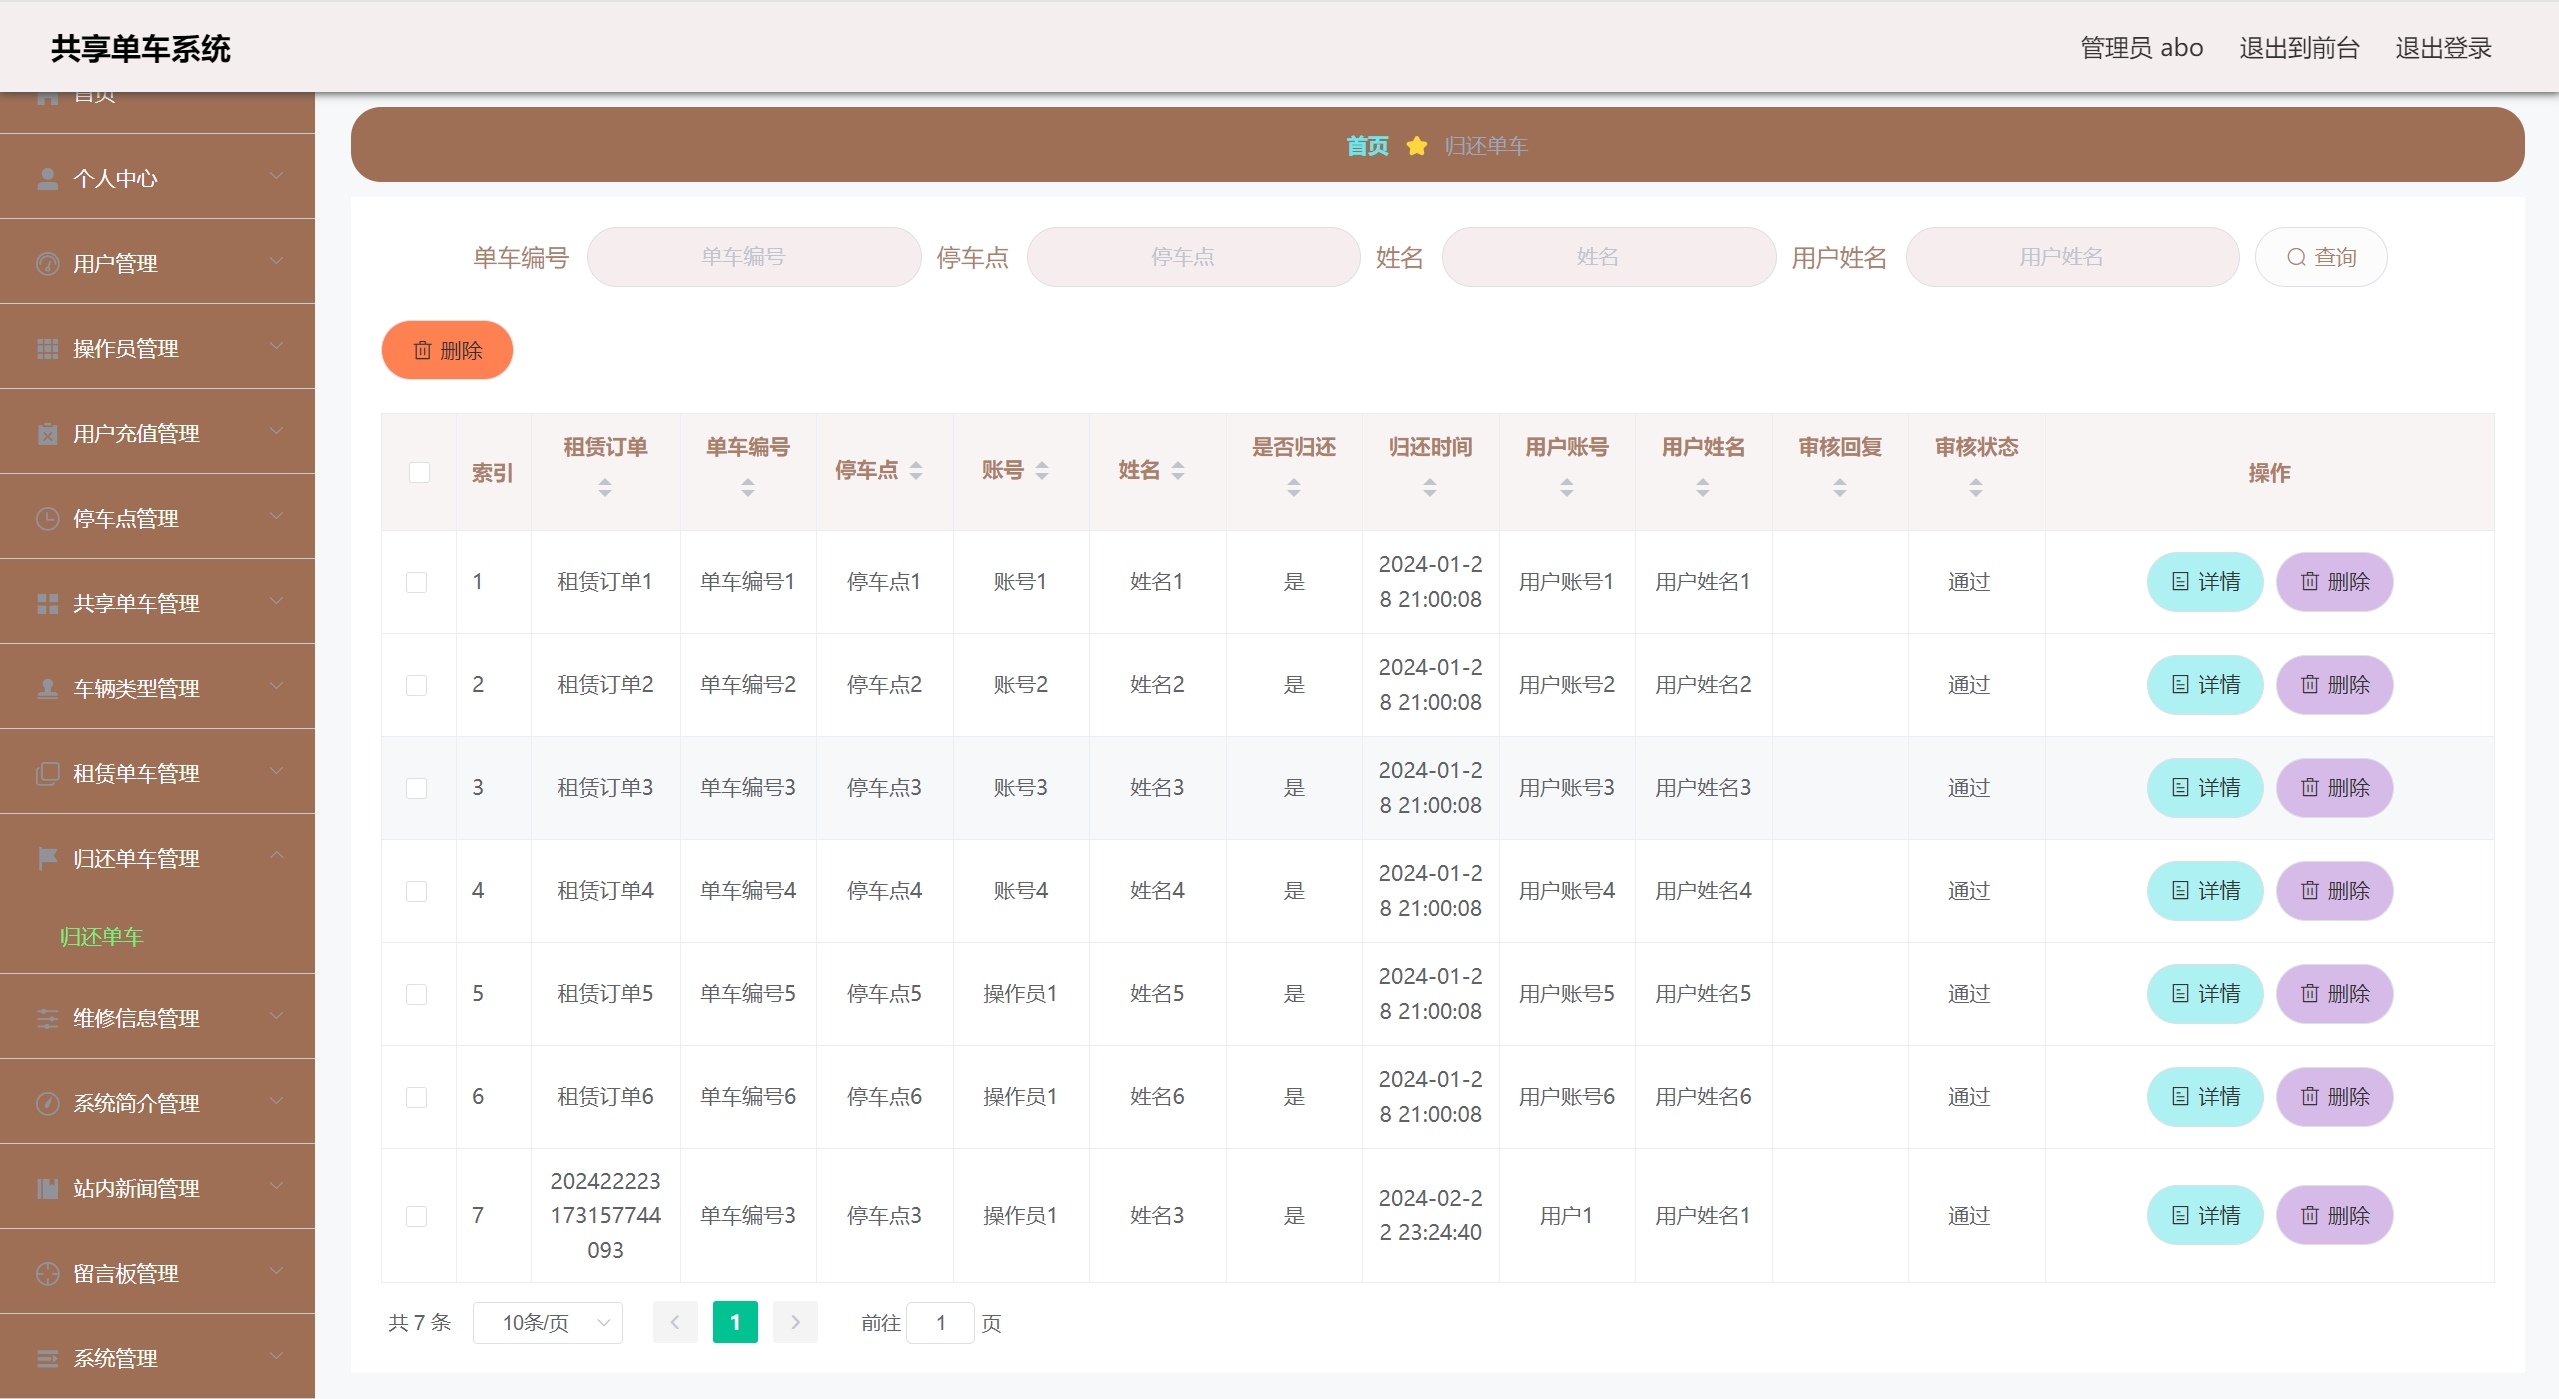 共享单车系统
管理员 abo 退出到前台 退出登录
首页
个人中心
用户管理
操作员管理
用户充值管理
停车点管理
共享单车管理
车辆类型管理
租赁单车管理
归还单车管理
归还单车
维修信息管理
系统简介管理
站内新闻管理
留言板管理
系统管理
首页 归还单车
单车编号 单车编号 停车点 停车点 姓名 姓名 用户姓名 用户姓名 查询
删除
索引 租赁订单 单车编号 停车点 账号 姓名 是否归还 归还时间 用户账号 用户姓名 审核回复 审核状态 操作
1 租赁订单1 单车编号1 停车点1 账号1 姓名1 是 2024-01-2 用户账号1 用户姓名1 通过 详情 删除
8 21:00:08
2 租赁订单2 单车编号2 停车点2 账号2 姓名2 是 2024-01-2 用户账号2 用户姓名2 通过 详情 删除
8 21:00:08
3 租赁订单3 单车编号3 停车点3 账号3 姓名3 是 2024-01-2 用户账号3 用户姓名3 通过 详情 删除
8 21:00:08
4 租赁订单4 单车编号4 停车点4 账号4 姓名4 是 2024-01-2 用户账号4 用户姓名4 通过 详情 删除
8 21:00:08
5 租赁订单5 单车编号5 停车点5 操作员1 姓名5 是 2024-01-2 用户账号5 用户姓名5 通过 详情 删除
8 21:00:08
6 租赁订单6 单车编号6 停车点6 操作员1 姓名6 是 2024-01-2 用户账号6 用户姓名6 通过 详情 删除
8 21:00:08
7 202422223 单车编号3 停车点3 操作员1 姓名3 是 2024-02-2 用户1 用户姓名1 通过 详情 删除
173157744 2 23:24:40
093
共 7 条 10条/页 1 前往 1 页